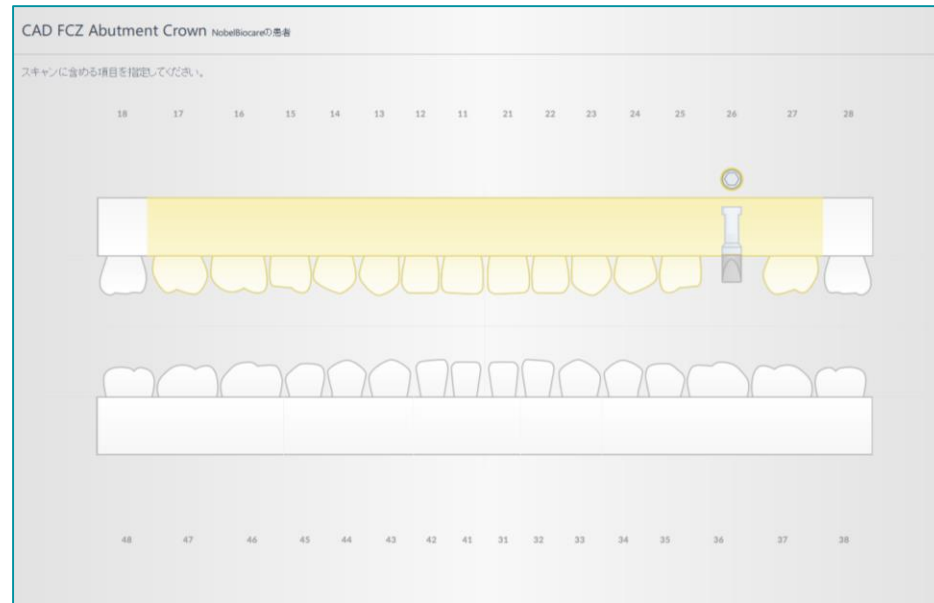 CAD FCZ Abutment Crown NobelBiocareの患者
スキャンに含める項目を指定してください。
18 17 16 15 14 13 12 11 21 22 23 24 25 26 27 28
48 47 46 45 44 43 42 41 31 32 33 34 35 36 37 38